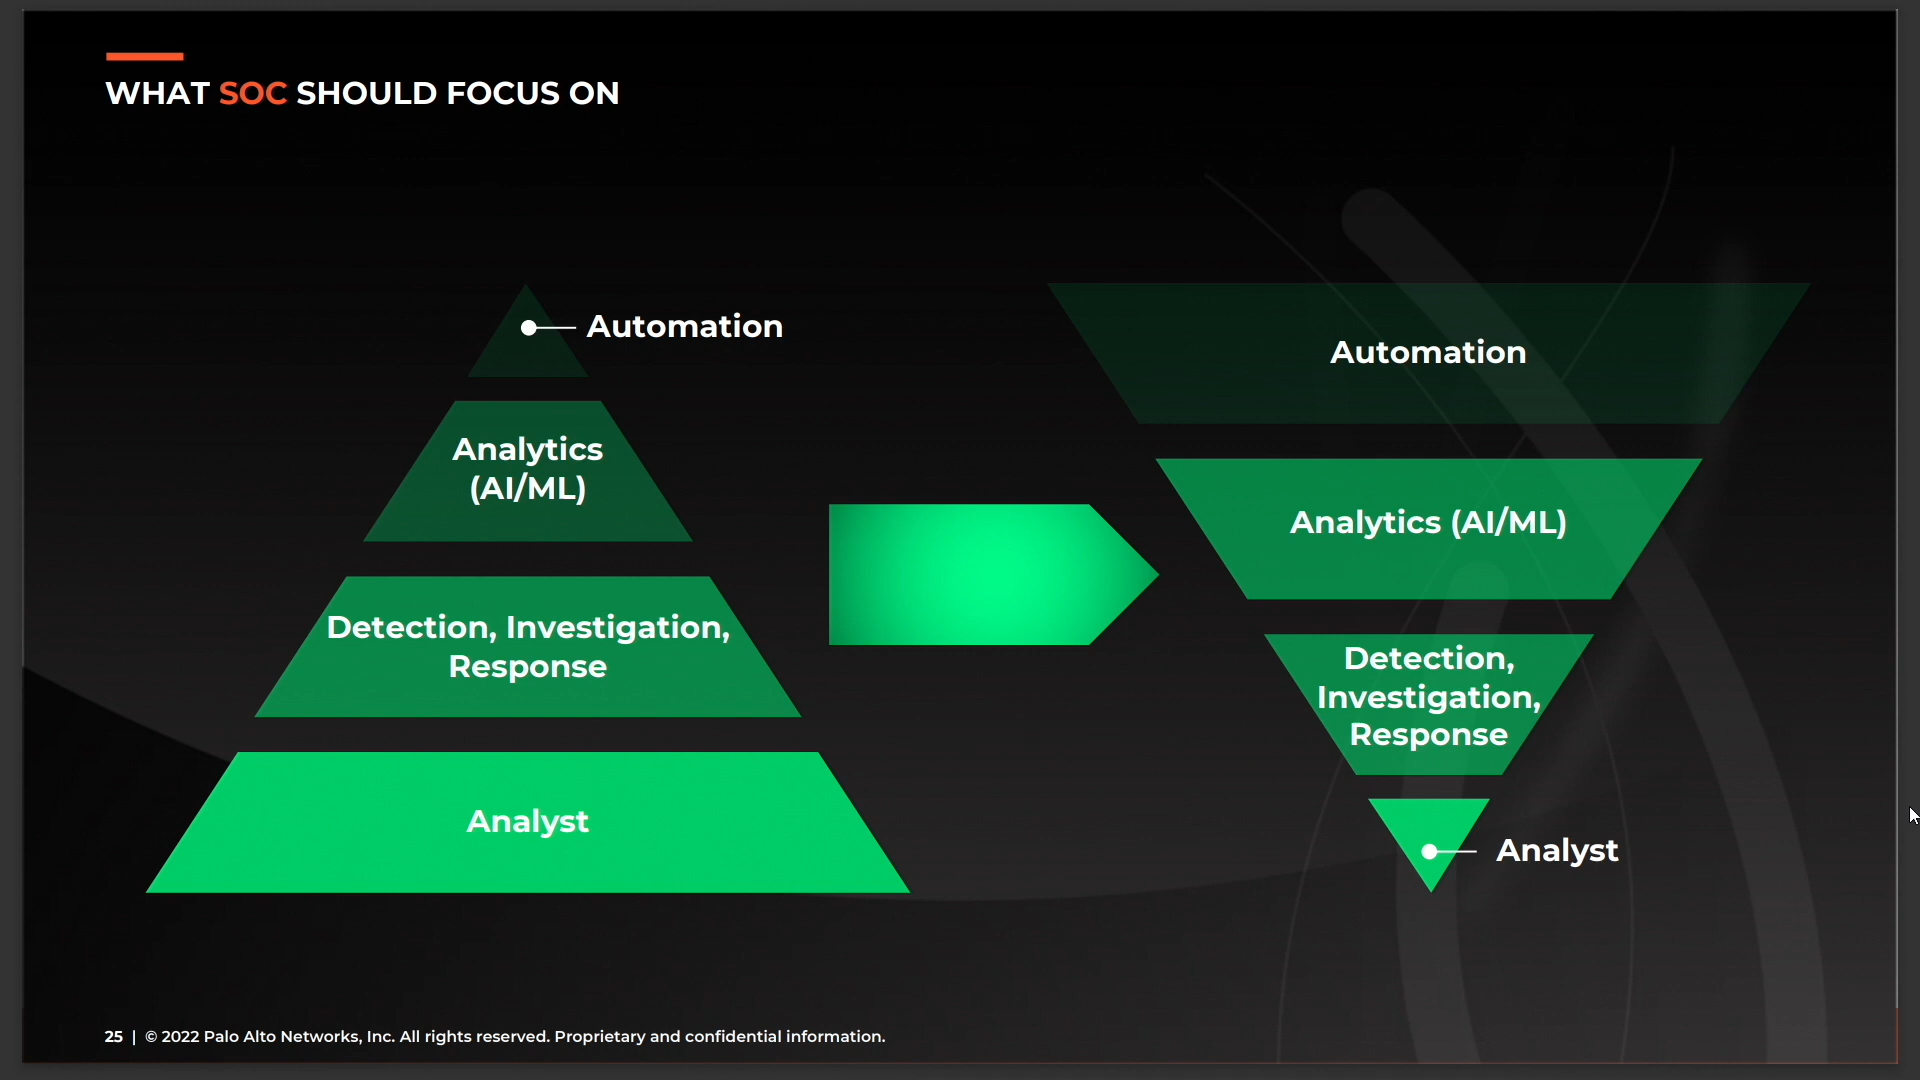 WHAT SOC SHOULD FOCUS ON
Automation
Analytics
(AI/ML)
Detection, Investigation,
Response
Analyst
Automation
Analytics (AI/ML)
Detection,
Investigation,
Response
Analyst
25 | © 2022 Palo Alto Networks, Inc. All rights reserved. Proprietary and confidential information.